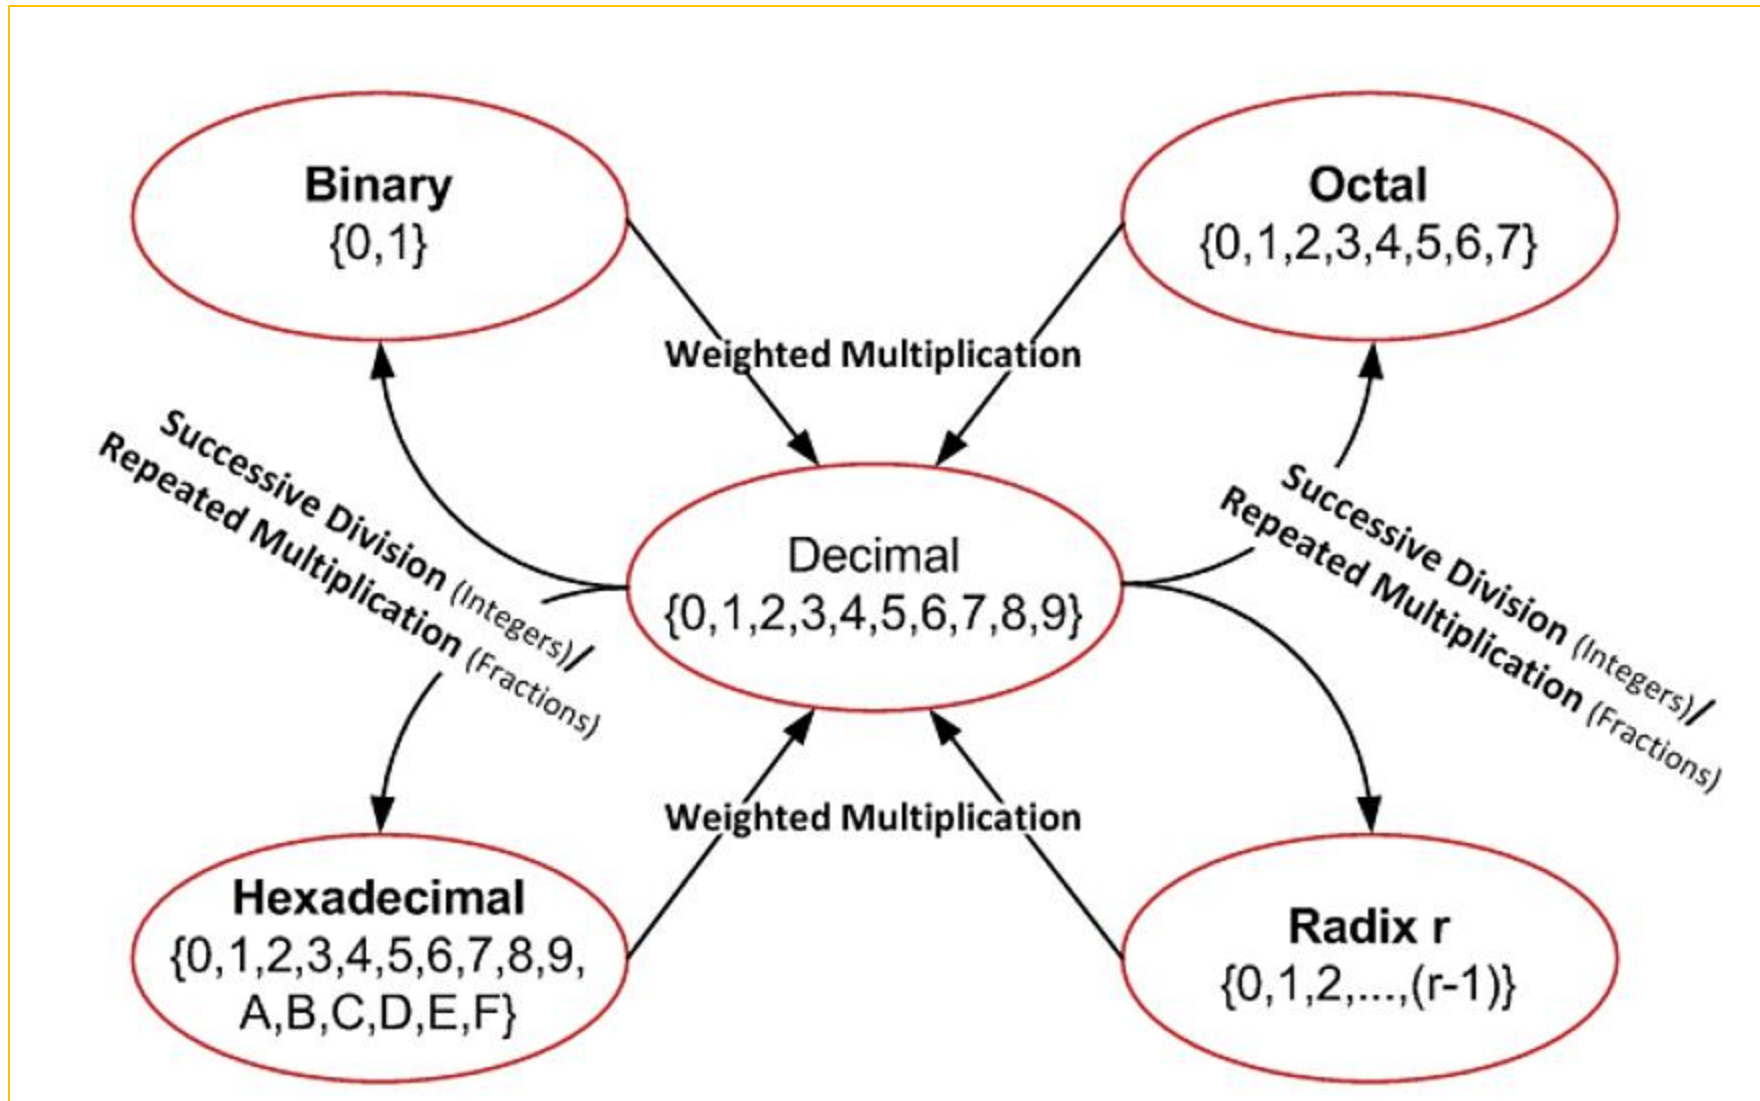 Binary
{0,1}
Octal
{0,1,2,3,4,5,6,7}
Weighted Multiplication
Successive Division (Integers)/
Repeated Multiplication (Fractions)
Decimal
{0,1,2,3,4,5,6,7,8,9}
Successive Division (Integers)/
Repeated Multiplication (Fractions)
Weighted Multiplication
Hexadecimal
{0,1,2,3,4,5,6,7,8,9,
A,B,C,D,E,F}
Radix r
{0,1,2,...,(r-1)}